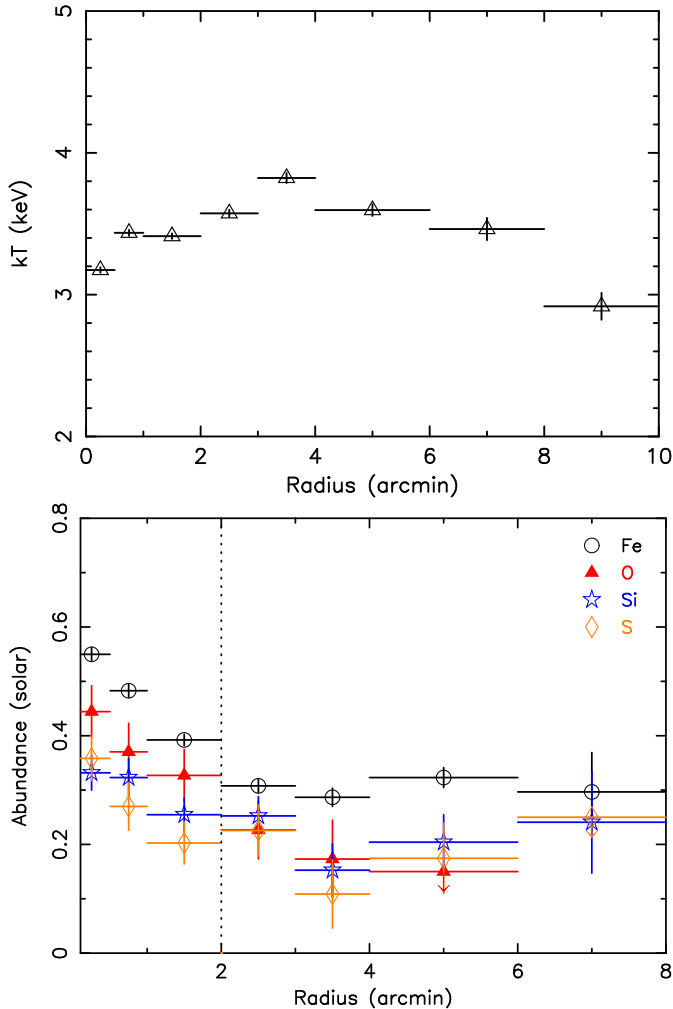 5
4
3
2
kT (keV)
0 2 4 6 8 10
Radius (arcmin)
0.8
0.6
0.4
0.2
0
Abundance (solar)
Fe
O
Si
S
2 4 6 8
Radius (arcmin)